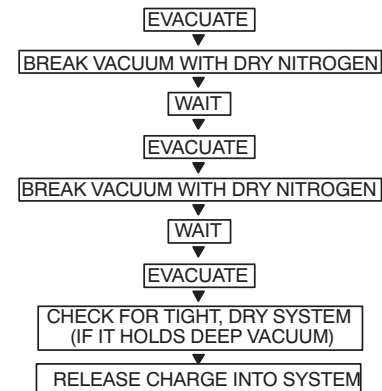 EVACUATE
BREAK VACUUM WITH DRY NITROGEN
WAIT
EVACUATE
BREAK VACUUM WITH DRY NITROGEN
WAIT
EVACUATE
CHECK FOR TIGHT, DRY SYSTEM
(IF IT HOLDS DEEP VACUUM)
RELEASE CHARGE INTO SYSTEM